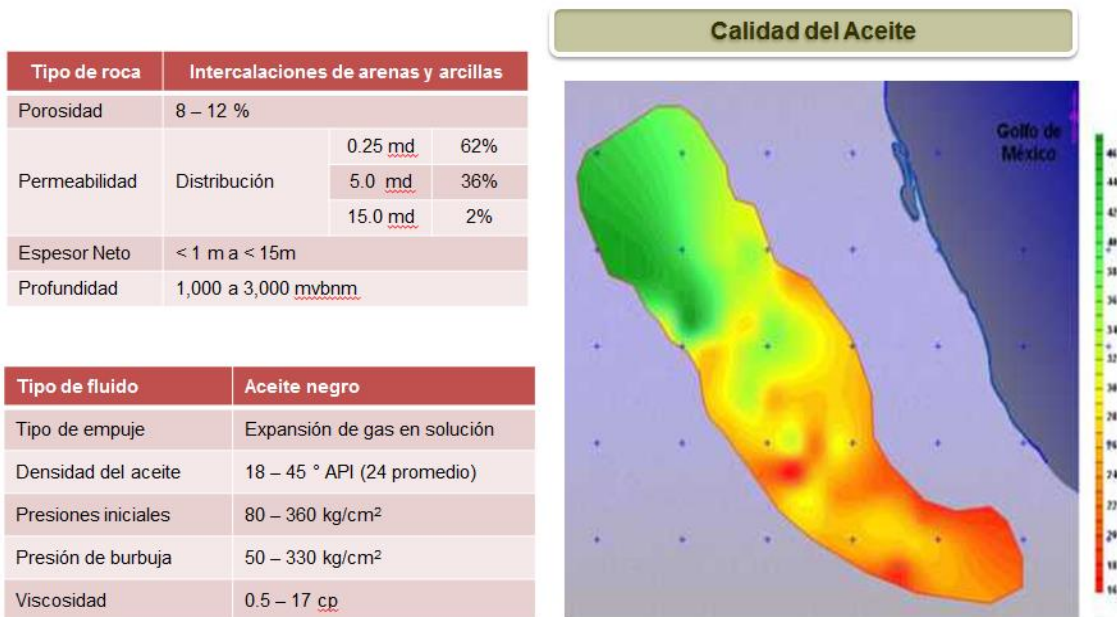 Calidad del Aceite
Tipo de roca Intercalaciones de arenas y arcillas
Porosidad 8 – 12 %
Permeabilidad Distribución 0.25 md 62%
5.0 md 36%
15.0 md 2%
Espesor Neto < 1 m a < 15m
Profundidad 1,000 a 3,000 mvbnm
Tipo de fluido Aceite negro
Tipo de empuje Expansión de gas en solución
Densidad del aceite 18 – 45 ° API (24 promedio)
Presiones iniciales 80 – 360 kg/cm²
Presión de burbuja 50 – 330 kg/cm²
Viscosidad 0.5 – 17 cp
Golfo de
México